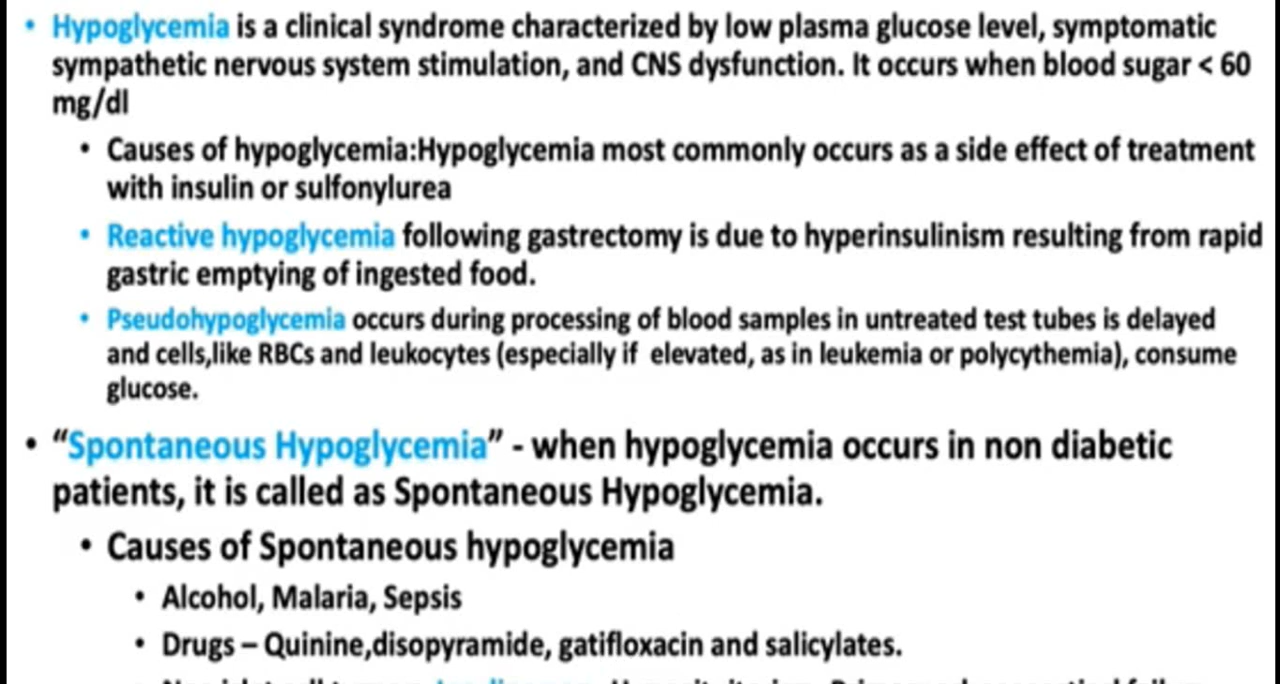 • Hypoglycemia is a clinical syndrome characterized by low plasma glucose level, symptomatic
sympathetic nervous system stimulation, and CNS dysfunction. It occurs when blood sugar < 60
mg/dl
• Causes of hypoglycemia:Hypoglycemia most commonly occurs as a side effect of treatment
with insulin or sulfonylurea
• Reactive hypoglycemia following gastrectomy is due to hyperinsulinism resulting from rapid
gastric emptying of ingested food.
• Pseudohypoglycemia occurs during processing of blood samples in untreated test tubes is delayed
and cells,like RBCs and leukocytes (especially if elevated, as in leukemia or polycythemia), consume
glucose.
• “Spontaneous Hypoglycemia” - when hypoglycemia occurs in non diabetic
patients, it is called as Spontaneous Hypoglycemia.
• Causes of Spontaneous hypoglycemia
• Alcohol, Malaria, Sepsis
• Drugs – Quinine,disopyramide, gatifloxacin and salicylates.